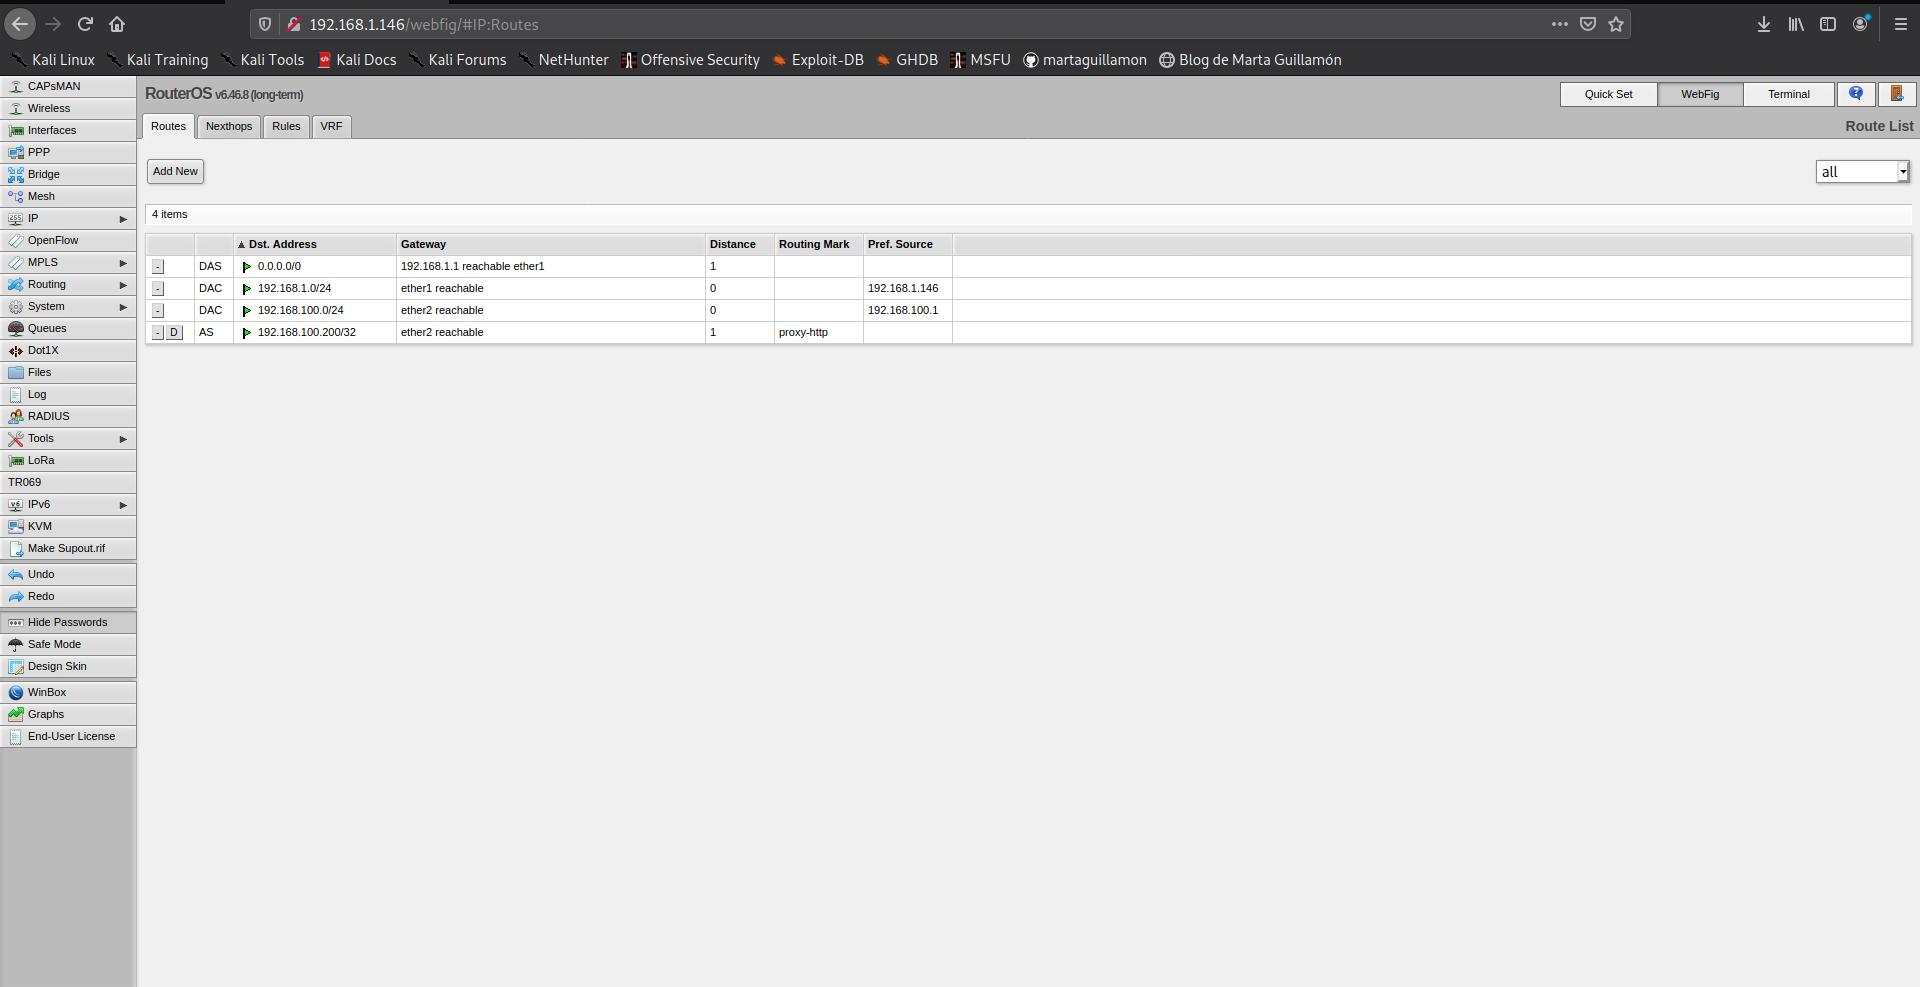 192.168.1.146/webfig/#IP:Routes
Kali Linux Kali Training Kali Tools Kali Docs Kali Forums NetHunter Offensive Security Exploit-DB GHDB MSFU martaguillamon Blog de Marta Guillamón
CAPsMAN
Wireless
Interfaces
PPP
Bridge
Mesh
IP
OpenFlow
MPLS
Routing
System
Queues
Dot1X
Files
Log
RADIUS
Tools
LoRa
TR069
IPv6
KVM
Make Supout.rif
Undo
Redo
Hide Passwords
Safe Mode
Design Skin
WinBox
Graphs
End-User License
RouterOS v6.46.8 (long-term)
Quick Set WebFig Terminal
Routes Nexthops Rules VRF
Route List
Add New
all
4 items
Dst. Address Gateway Distance Routing Mark Pref. Source
- DAS 0.0.0.0/0 192.168.1.1 reachable ether1 1
- DAC 192.168.1.0/24 ether1 reachable 0 192.168.1.146
- DAC 192.168.100.0/24 ether2 reachable 0 192.168.100.1
- D AS 192.168.100.200/32 ether2 reachable 1 proxy-http